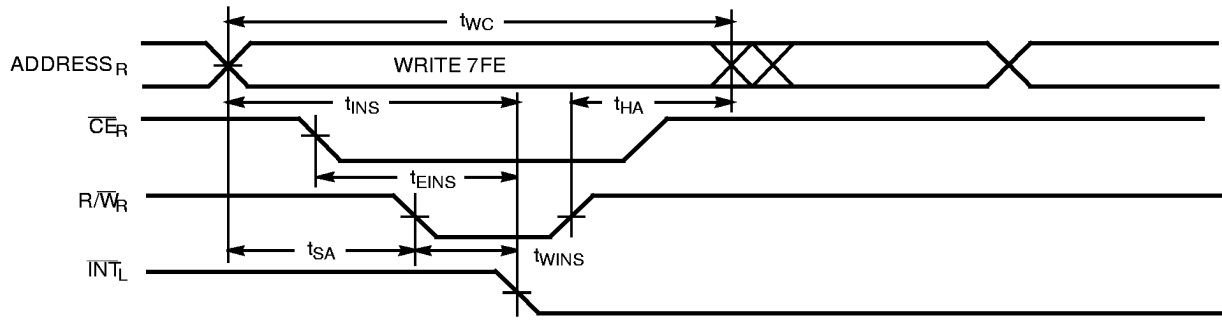 tWC
ADDRESSR WRITE 7FE
tINS tHA
CER
tEINS
R/WR
tSA tWINS
INTL